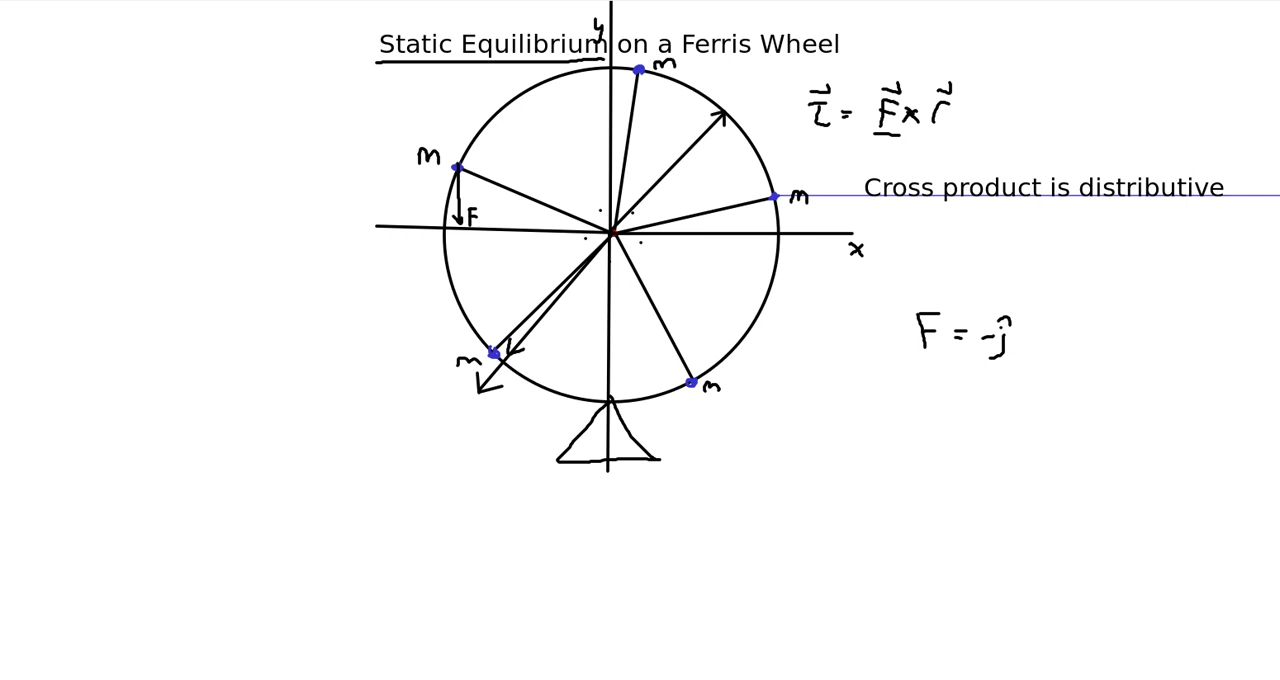 y
Static Equilibrium on a Ferris Wheel
m
τ⃗ = F⃗ × r⃗
m
Cross product is distributive
m
F
x
F = -ĵ
m
m